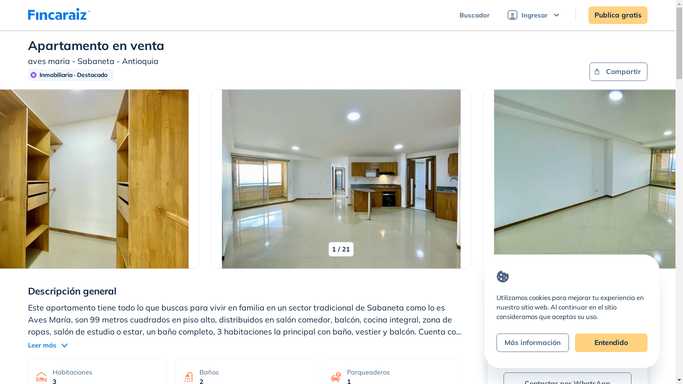 Fincaraiz
Buscador
Ingresar
Publica gratis
Apartamento en venta
aves maria - Sabaneta - Antioquia
Inmobiliaria - Destacado
Compartir
1 / 21
Descripción general
Este apartamento tiene todo lo que buscas para vivir en familia en un sector tradicional de Sabaneta como lo es
Aves María, son 99 metros cuadrados en piso alto, distribuidos en salón comedor, balcón, cocina integral, zona de
ropas, salón de estudio o estar, un baño completo, 3 habitaciones la principal con baño, vestier y balcón. Cuenta co...
Leer más
Habitaciones
3
Baños
2
Parqueaderos
1
Utilizamos cookies para mejorar tu experiencia en
nuestro sitio web. Al continuar en el sitio
consideramos que aceptas su uso.
Más información
Entendido
Contactar por WhatsApp